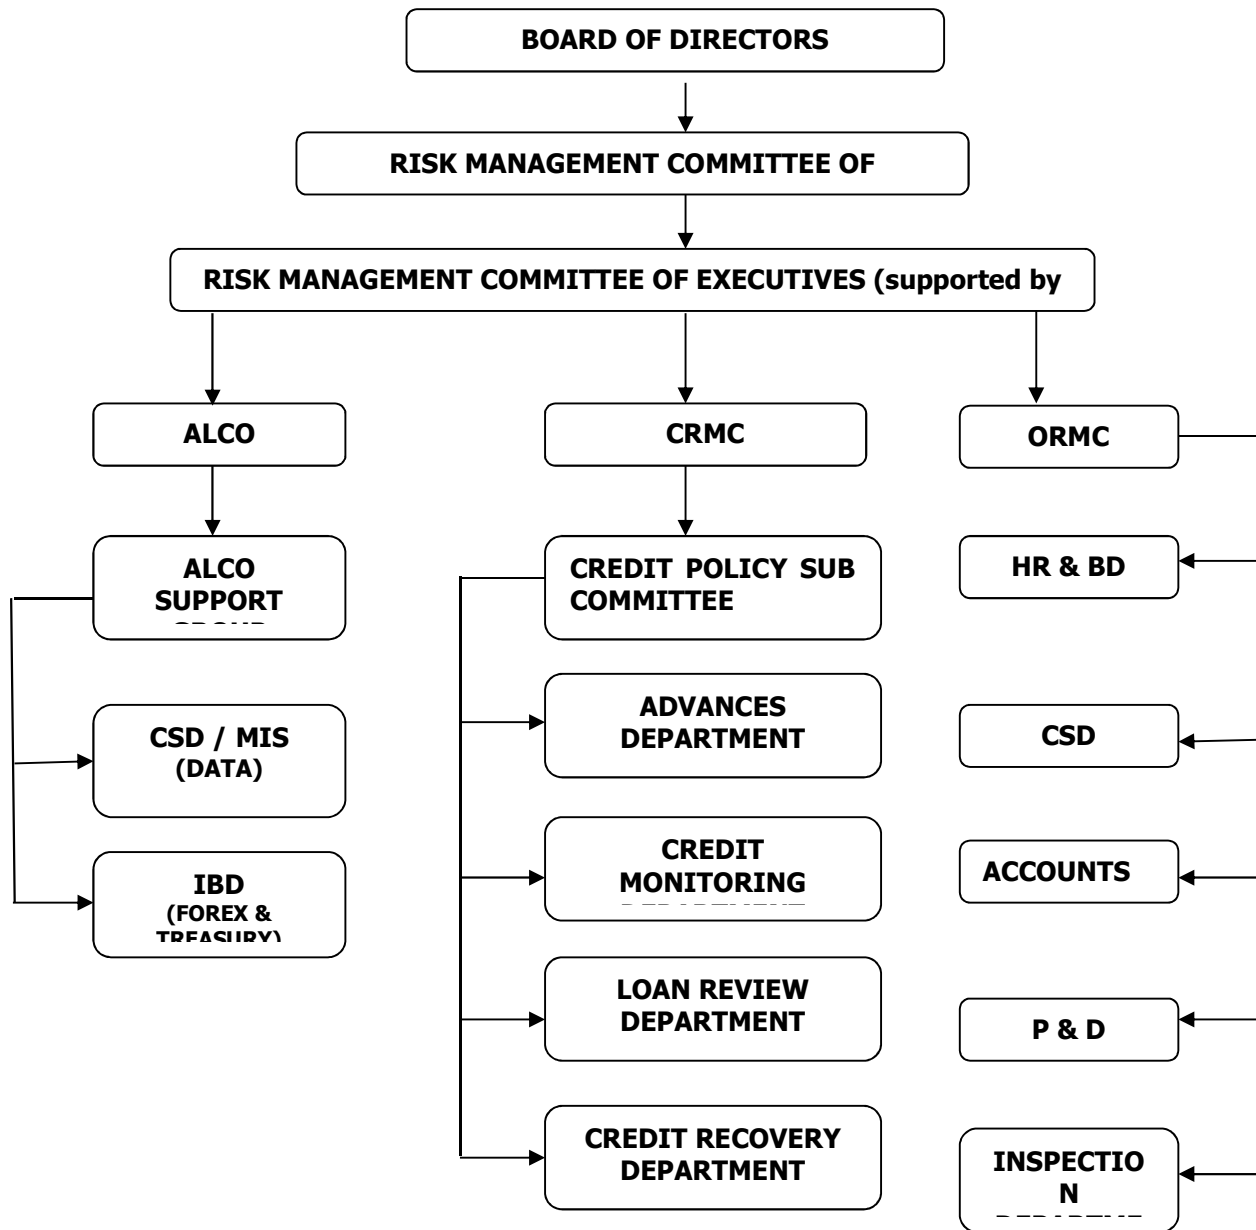 BOARD OF DIRECTORS
RISK MANAGEMENT COMMITTEE OF
RISK MANAGEMENT COMMITTEE OF EXECUTIVES (supported by
ALCO
CRMC
ORMC
ALCO
SUPPORT
CREDIT POLICY SUB
COMMITTEE
HR & BD
CSD / MIS
(DATA)
ADVANCES
DEPARTMENT
CSD
IBD
(FOREX &
TREASURY)
CREDIT
MONITORING
ACCOUNTS
LOAN REVIEW
DEPARTMENT
P & D
CREDIT RECOVERY
DEPARTMENT
INSPECTIO
N